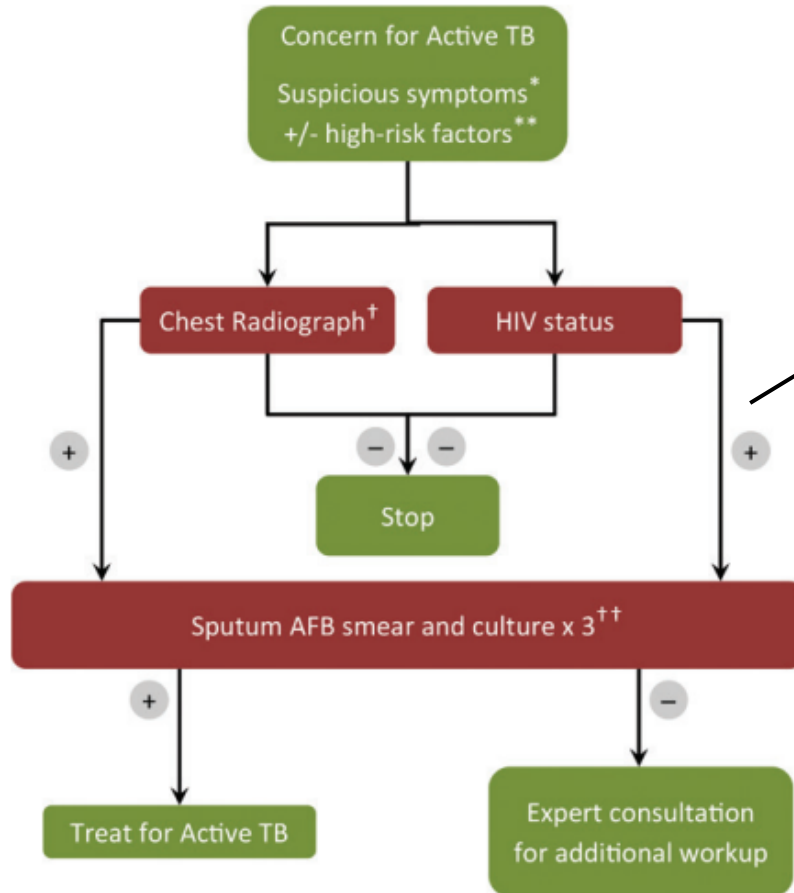 Concern for Active TB
Suspicious symptoms*
+/- high-risk factors**
Chest Radiograph†
HIV status
+
−
−
+
Stop
Sputum AFB smear and culture x 3††
+
−
Treat for Active TB
Expert consultation
for additional workup